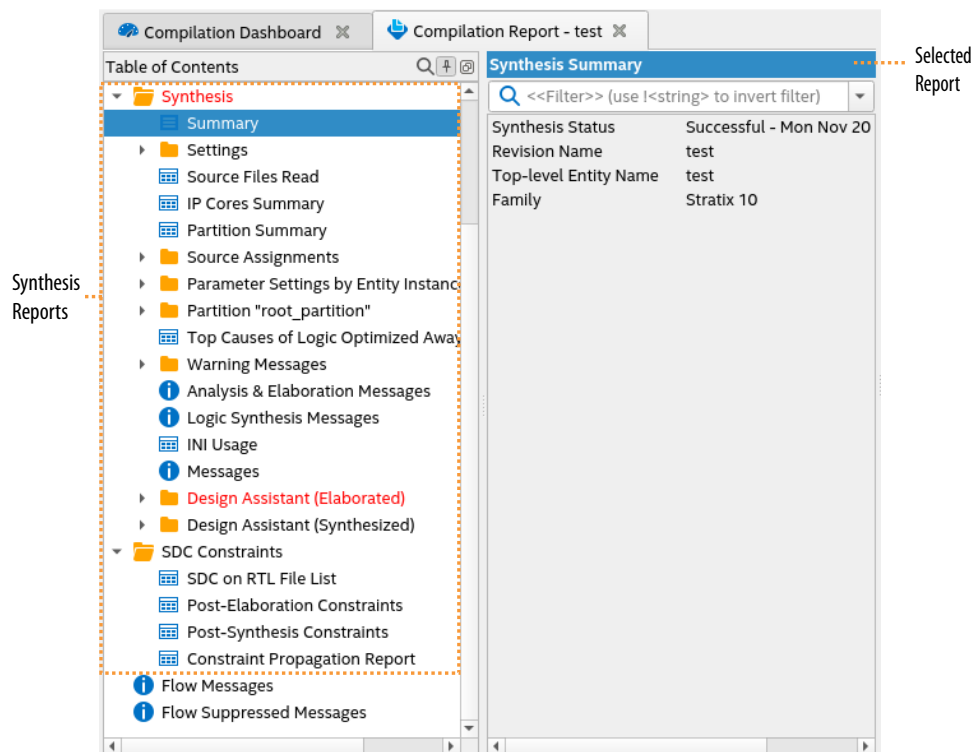 Compilation Dashboard
Compilation Report - test
Table of Contents
Synthesis
Summary
Settings
Source Files Read
IP Cores Summary
Partition Summary
Source Assignments
Parameter Settings by Entity Instanc
Partition "root_partition"
Top Causes of Logic Optimized Away
Warning Messages
Analysis & Elaboration Messages
Logic Synthesis Messages
INI Usage
Messages
Design Assistant (Elaborated)
Design Assistant (Synthesized)
SDC Constraints
SDC on RTL File List
Post-Elaboration Constraints
Post-Synthesis Constraints
Constraint Propagation Report
Flow Messages
Flow Suppressed Messages
Synthesis Summary
<<Filter>> (use !<string> to invert filter)
Synthesis Status Successful - Mon Nov 20
Revision Name test
Top-level Entity Name test
Family Stratix 10
Synthesis
Reports
Selected
Report